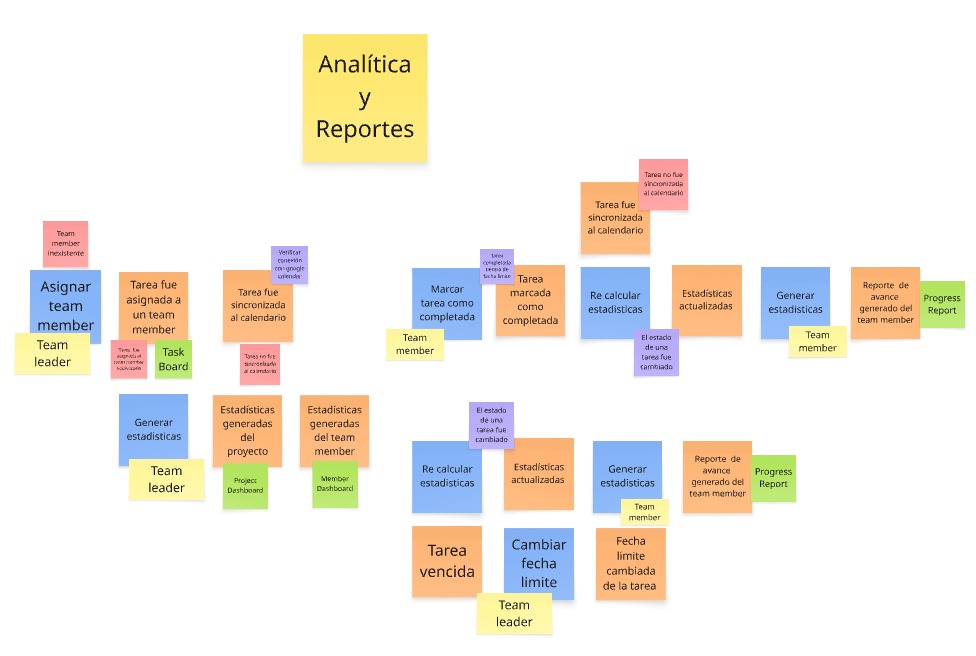 Analítica
y
Reportes
Tarea no fue
sincronizada
al calendario
Tarea fue
sincronizada
al calendario
Team
member
inexistente
Asignar
team
member
Team
leader
Tarea fue
asignada a
un team
member
Tarea fue
asignada al
team member
equivocado
Task
Board
Verificar
conexión
con google
calendar
Tarea fue
sincronizada
al calendario
Tarea no fue
sincronizada
al calendario
Marcar
tarea como
completada
Team
member
tarea
completada
dentro de
fecha limite
Tarea
marcada
como
completada
Re calcular
estadisticas
El estado
de una
tarea fue
cambiado
Estadísticas
actualizadas
Generar
estadisticas
Team
member
Reporte de
avance
generado del
team member
Progress
Report
Generar
estadisticas
Team
leader
Estadísticas
generadas
del
proyecto
Project
Dashboard
Estadísticas
generadas
del team
member
Member
Dashboard
El estado
de una
tarea fue
cambiado
Re calcular
estadisticas
Estadísticas
actualizadas
Generar
estadisticas
Team
member
Reporte de
avance
generado del
team member
Progress
Report
Tarea
vencida
Cambiar
fecha
limite
Team
leader
Fecha
limite
cambiada
de la tarea